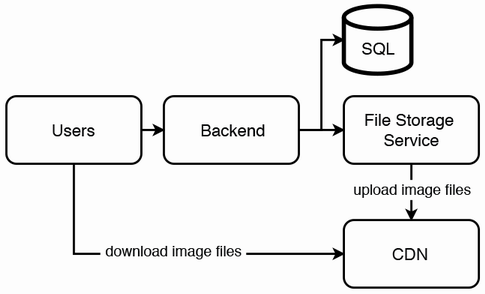 SQL
Users
Backend
File Storage
Service
upload image files
download image files
CDN